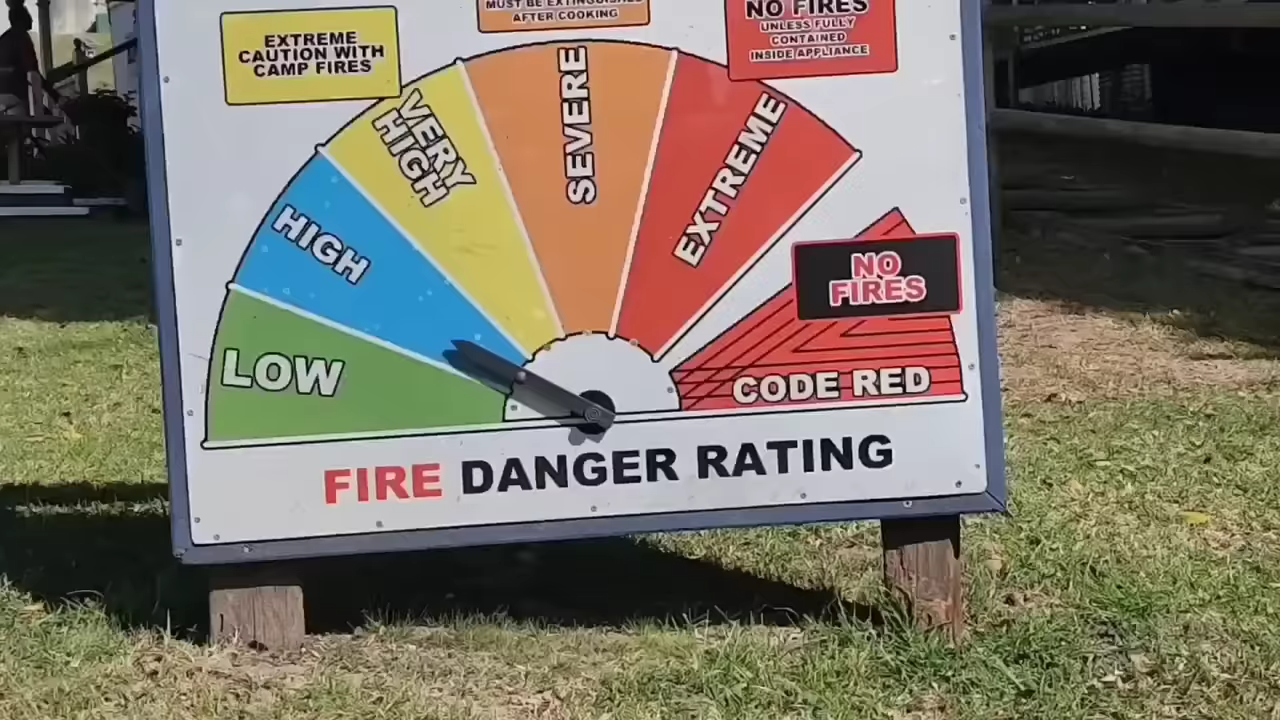 MUST BE EXTINGUISHED
AFTER COOKING
NO FIRES
UNLESS FULLY
CONTAINED
INSIDE APPLIANCE
EXTREME
CAUTION WITH
CAMP FIRES
LOW
HIGH
VERY
HIGH
SEVERE
EXTREME
NO
FIRES
CODE RED
FIRE DANGER RATING